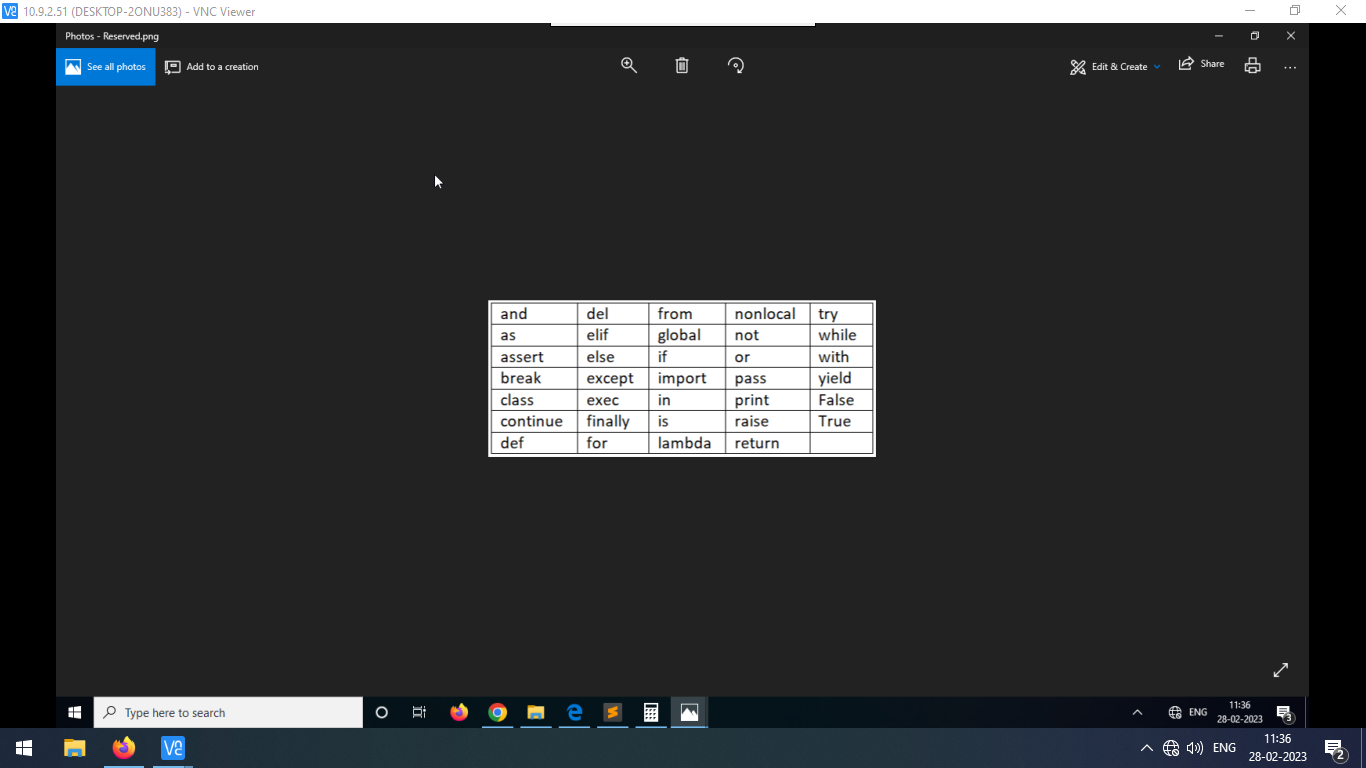 10.9.2.51 (DESKTOP-2ONU383) - VNC Viewer
Photos - Reserved.png
See all photos Add to a creation Edit & Create Share
and del from nonlocal try
as elif global not while
assert else if or with
break except import pass yield
class exec in print False
continue finally is raise True
def for lambda return
Type here to search
ENG
11:36
28-02-2023
3
ENG
11:36
28-02-2023
2